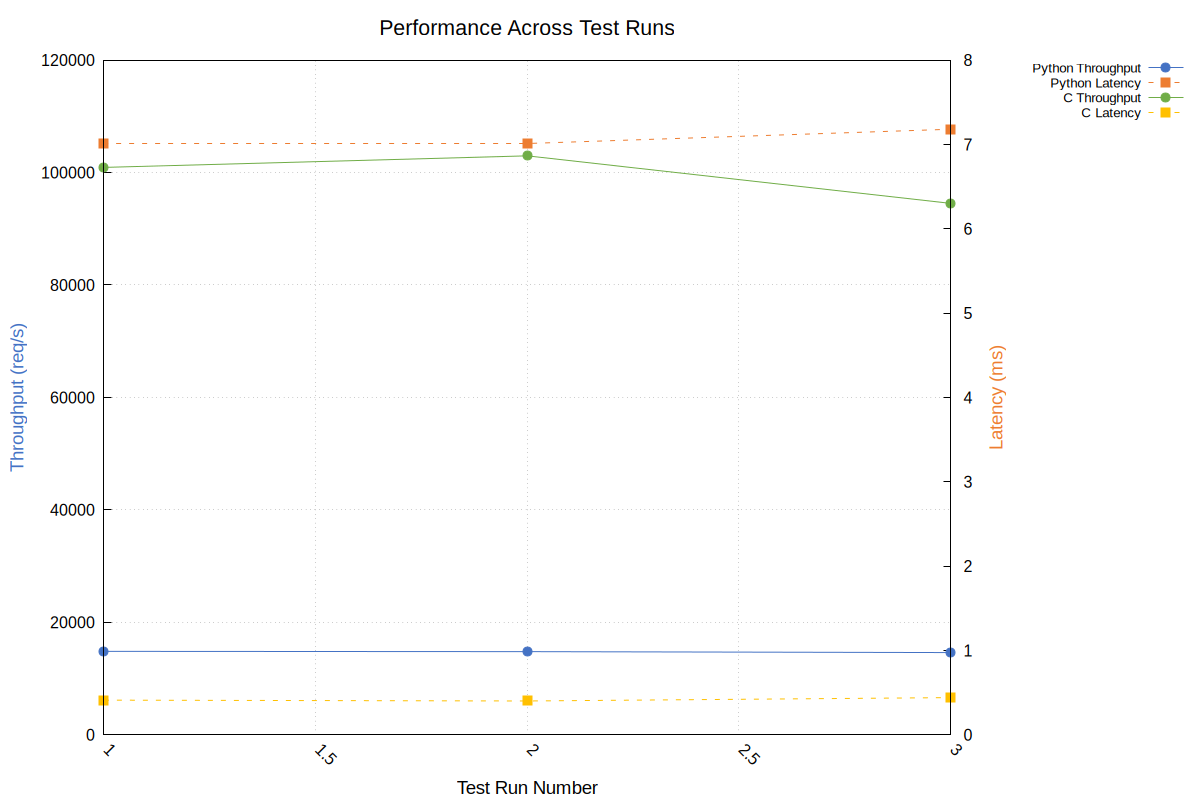 Performance Across Test Runs
Python Throughput
Python Latency
C Throughput
C Latency
120000
100000
80000
60000
40000
20000
0
8
7
6
5
4
3
2
1
0
Throughput (req/s)
Latency (ms)
1
1.5
2
2.5
3
Test Run Number